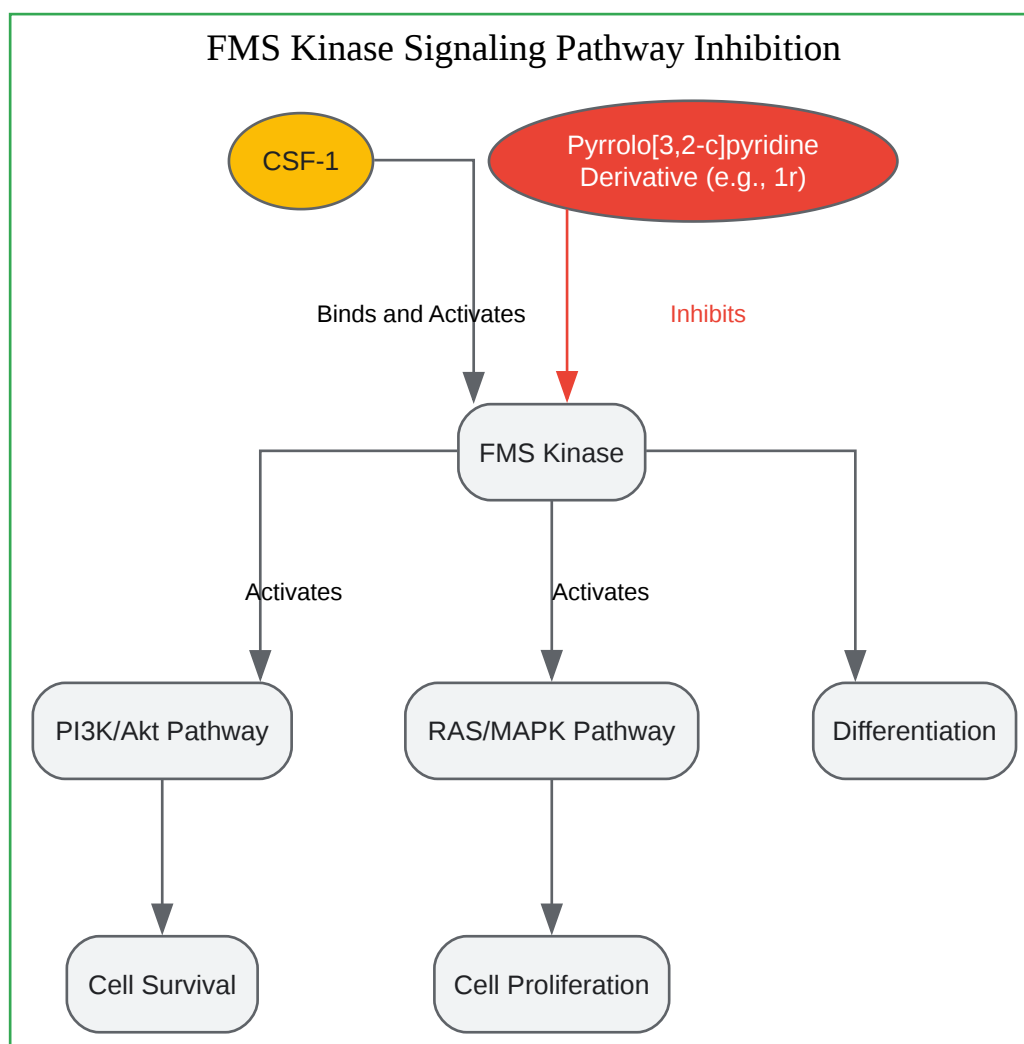 FMS Kinase Signaling Pathway Inhibition
CSF-1
Pyrrolo[3,2-c]pyridine
Derivative (e.g., 1r)
Binds and Activates
Inhibits
FMS Kinase
Activates
Activates
PI3K/Akt Pathway
RAS/MAPK Pathway
Differentiation
Cell Survival
Cell Proliferation